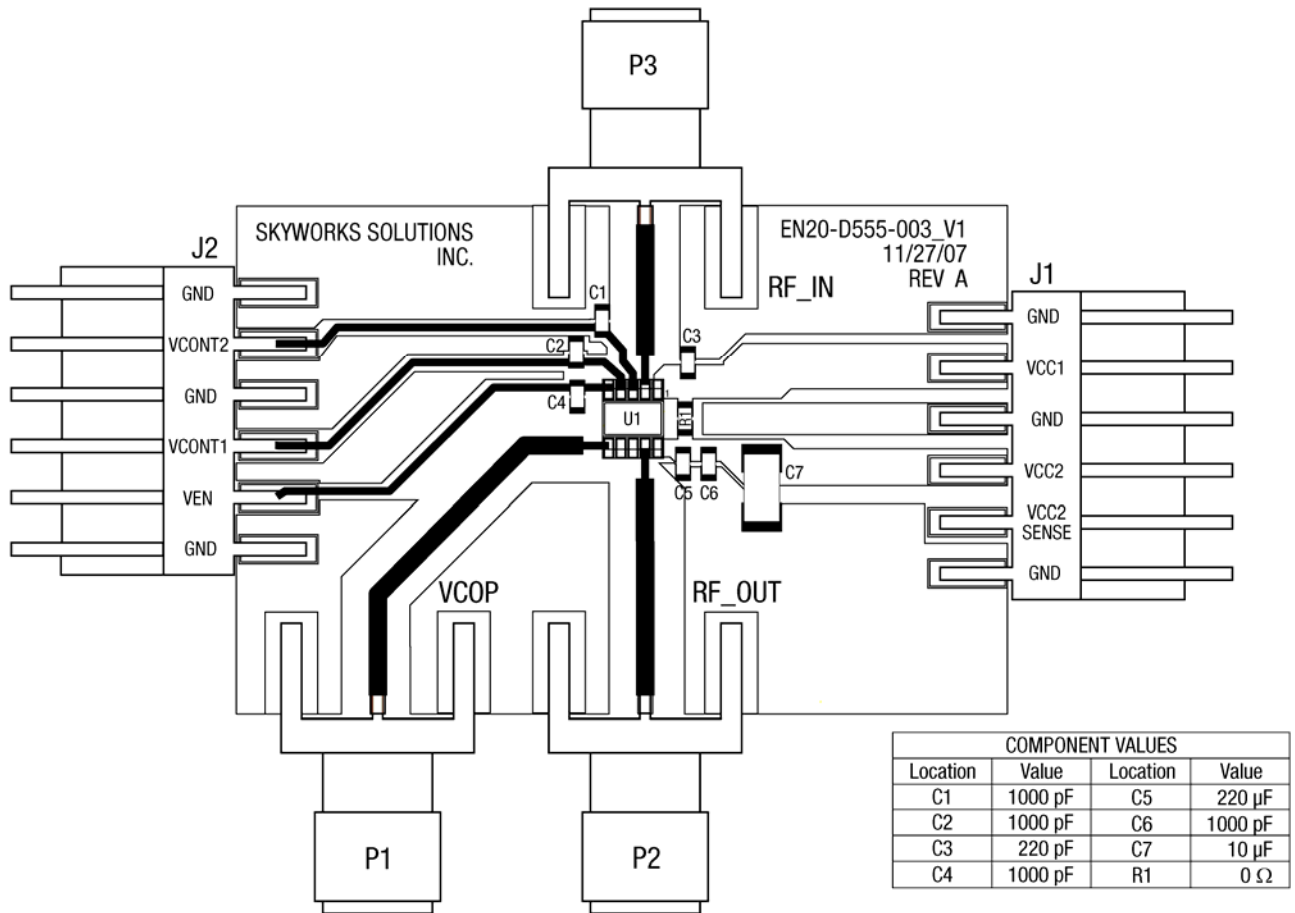 P3
SKYWORKS SOLUTIONS
INC.
EN20-D555-003_V1
11/27/07
REV A
RF_IN
J2
GND
VCONT2
GND
VCONT1
VEN
GND
J1
GND
VCC1
GND
VCC2
VCC2
SENSE
GND
C1
C2
C3
C4
1
U1
R1
C5
C6
C7
VCOP
RF_OUT
P1
P2
COMPONENT VALUES
Location Value Location Value
C1 1000 pF C5 220 µF
C2 1000 pF C6 1000 pF
C3 220 pF C7 10 µF
C4 1000 pF R1 0 Ω